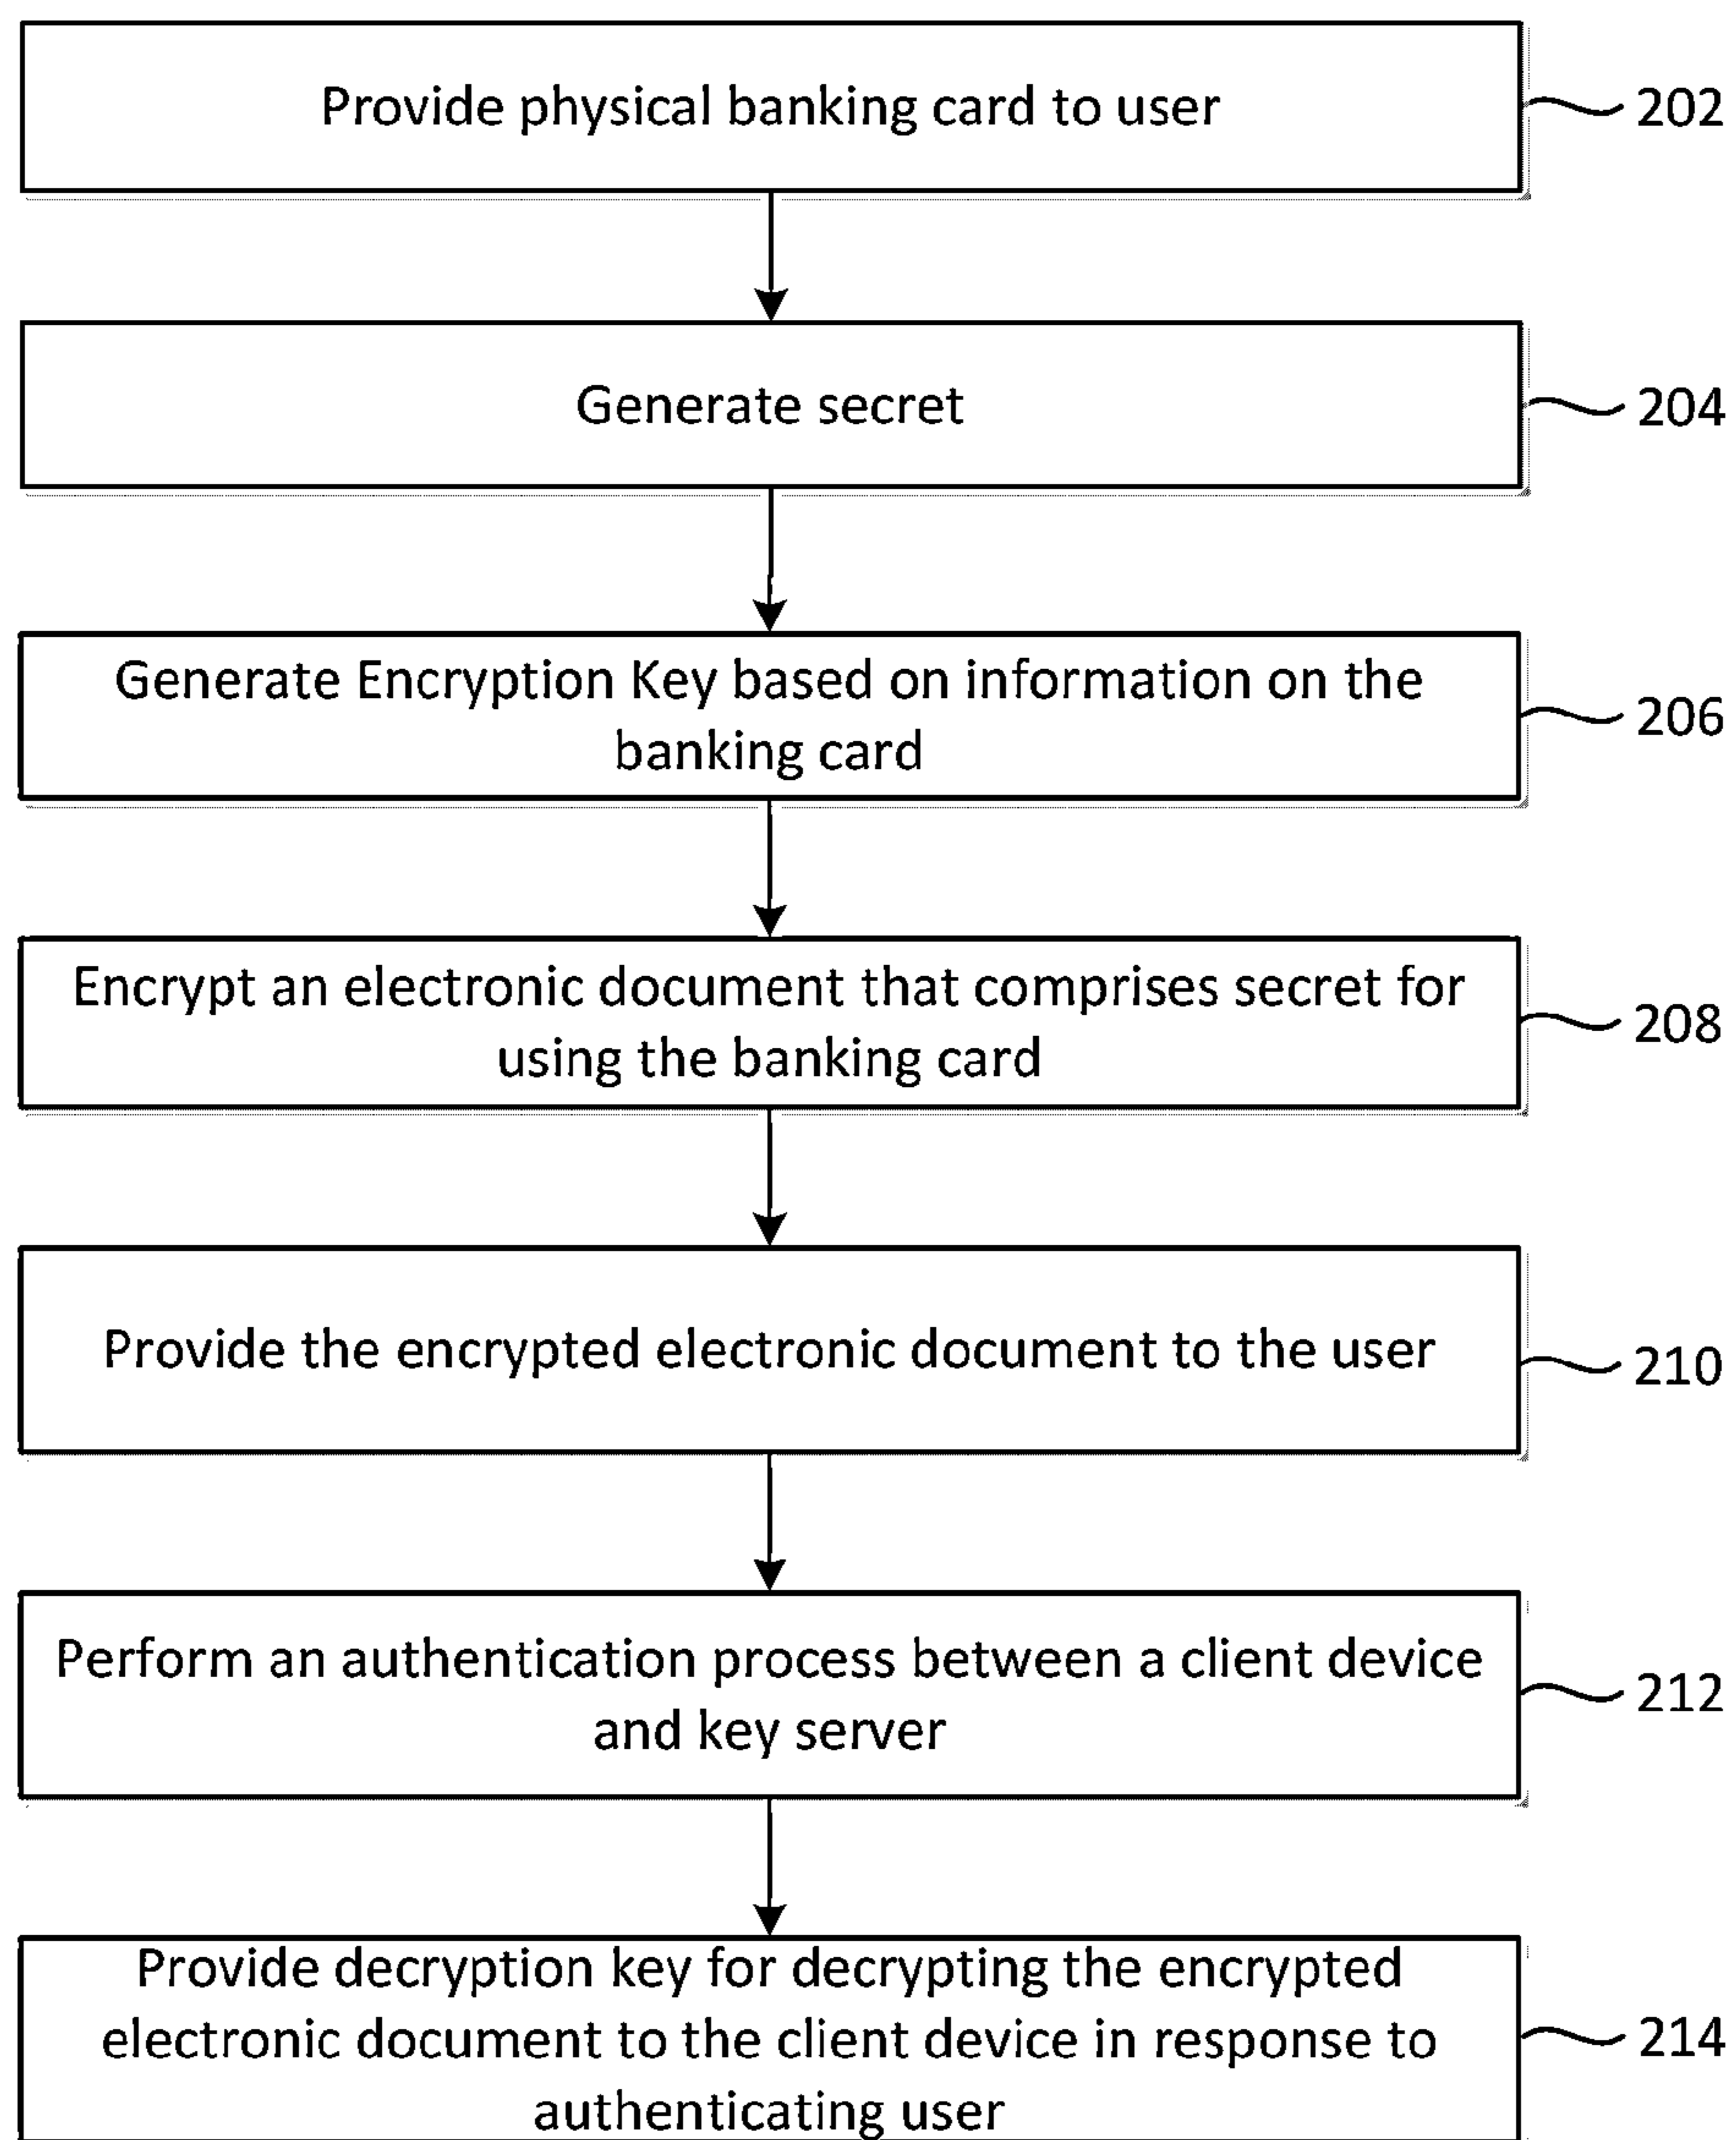 Provide physical banking card to user
202
Generate secret
204
Generate Encryption Key based on information on the
banking card
206
Encrypt an electronic document that comprises secret for
using the banking card
208
Provide the encrypted electronic document to the user
210
Perform an authentication process between a client device
and key server
212
Provide decryption key for decrypting the encrypted
electronic document to the client device in response to
authenticating user
214